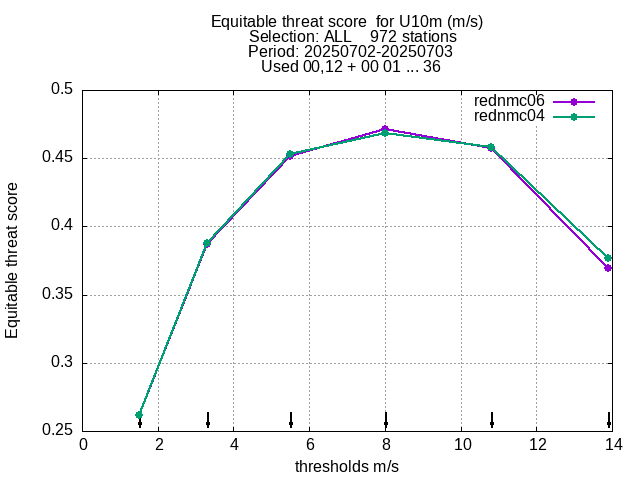 Equitable threat score  for U10m (m/s)
Selection: ALL    972 stations
Period: 20250702-20250703
Used 00,12 + 00 01 ... 36
rednmc06
rednmc04
0.5
0.45
0.4
0.35
0.3
0.25
Equitable threat score
0 2 4 6 8 10 12 14
thresholds m/s